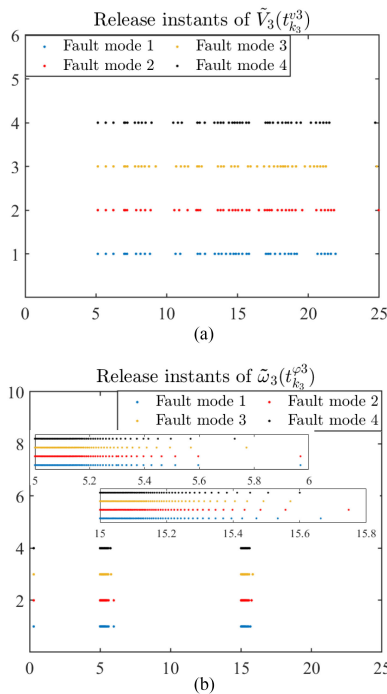 Release instants of Ṽ₃(t_{k₃}^{v3})
6
Fault mode 1 Fault mode 3
Fault mode 2 Fault mode 4
5
4
3
2
1
0 5 10 15 20 25
(a)
Release instants of ω̃₃(t_{k₃}^{φ3})
10
Fault mode 1 Fault mode 2
Fault mode 3 Fault mode 4
8
5 5.2 5.4 5.6 5.8 6
6
15 15.2 15.4 15.6 15.8
4
2
0 5 10 15 20 25
(b)